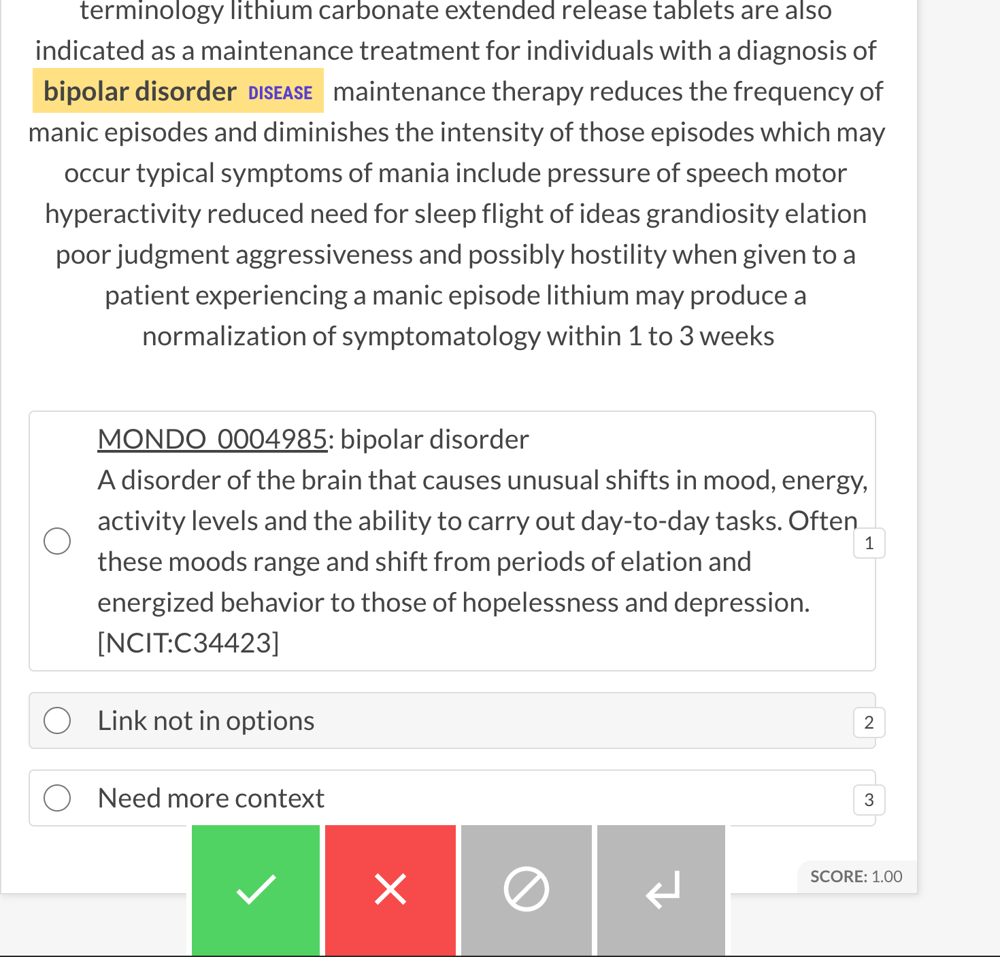 terminology lithium carbonate extended release tablets are also
indicated as a maintenance treatment for individuals with a diagnosis of
bipolar disorder DISEASE maintenance therapy reduces the frequency of
manic episodes and diminishes the intensity of those episodes which may
occur typical symptoms of mania include pressure of speech motor
hyperactivity reduced need for sleep flight of ideas grandiosity elation
poor judgment aggressiveness and possibly hostility when given to a
patient experiencing a manic episode lithium may produce a
normalization of symptomatology within 1 to 3 weeks
MONDO_0004985: bipolar disorder
A disorder of the brain that causes unusual shifts in mood, energy,
activity levels and the ability to carry out day-to-day tasks. Often
these moods range and shift from periods of elation and
energized behavior to those of hopelessness and depression.
[NCIT:C34423]
1
Link not in options
2
Need more context
3
SCORE: 1.00